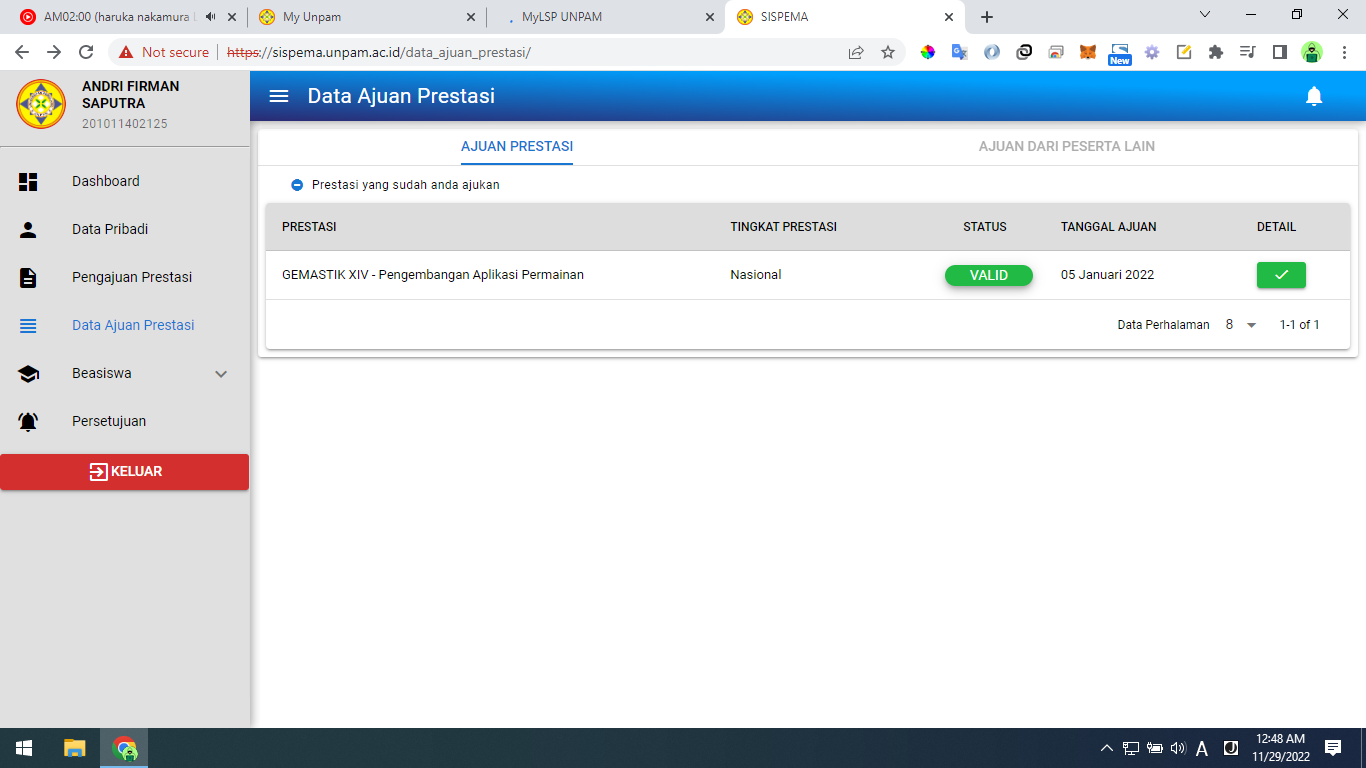 AM02:00 (haruka nakamura
My Unpam
MyLSP UNPAM
SISPEMA
Not secure
https://sispema.unpam.ac.id/data_ajuan_prestasi/
New
ANDRI FIRMAN
SAPUTRA
201011402125
Dashboard
Data Pribadi
Pengajuan Prestasi
Data Ajuan Prestasi
Beasiswa
Persetujuan
KELUAR
Data Ajuan Prestasi
AJUAN PRESTASI
AJUAN DARI PESERTA LAIN
Prestasi yang sudah anda ajukan
PRESTASI TINGKAT PRESTASI STATUS TANGGAL AJUAN DETAIL
GEMASTIK XIV - Pengembangan Aplikasi Permainan Nasional VALID 05 Januari 2022
Data Perhalaman 8 1-1 of 1
A
12:48 AM
11/29/2022